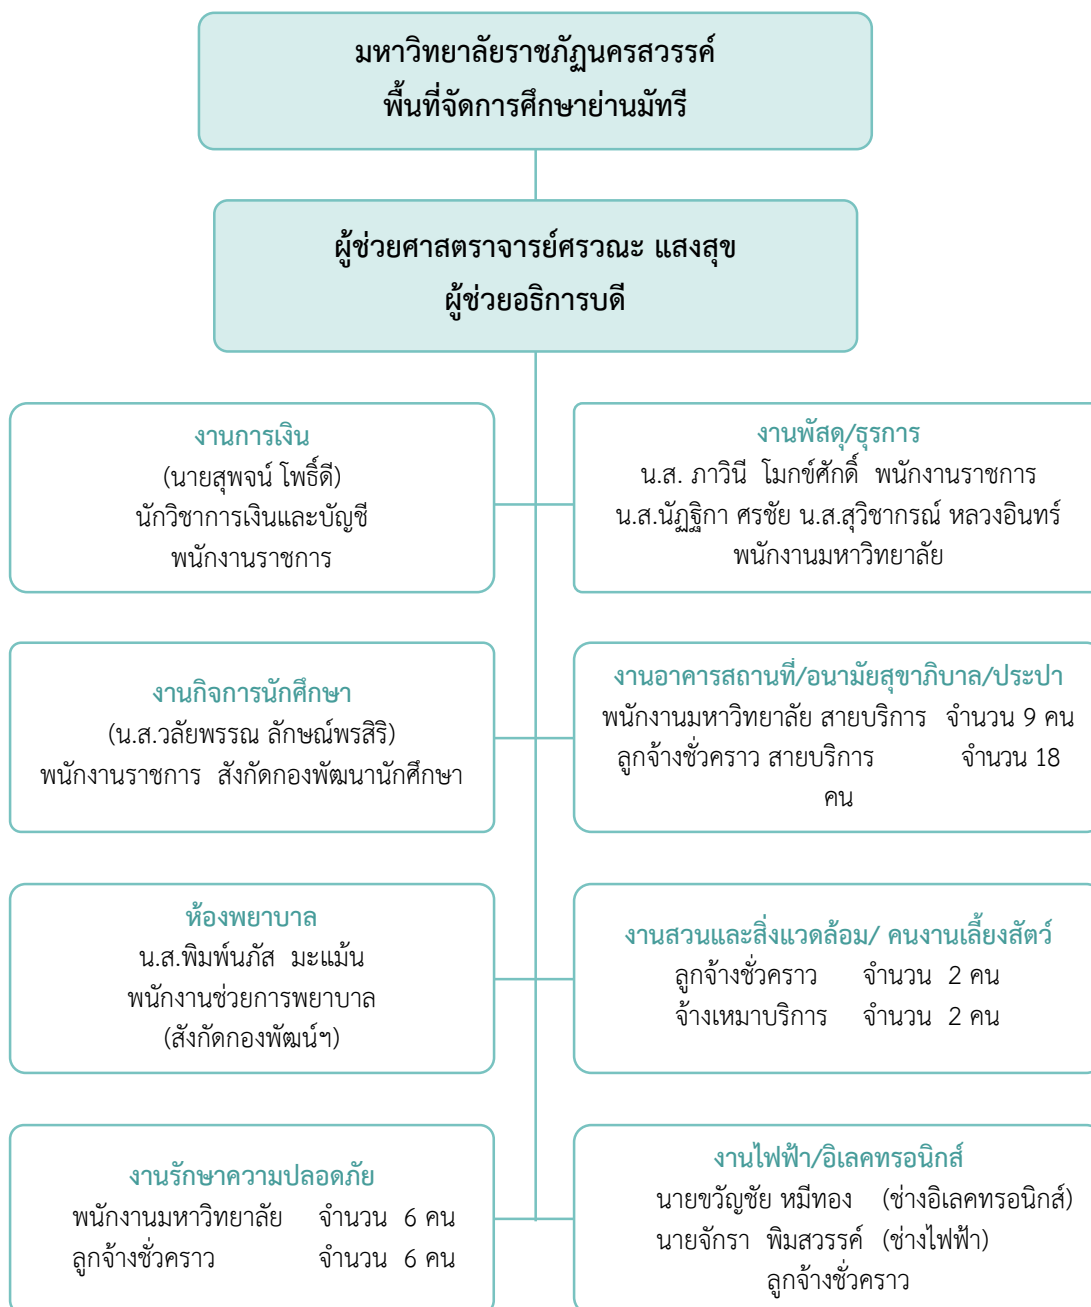 มหาวิทยาลัยราชภัฏนครสวรรค์
พื้นที่จัดการศึกษาย่านมัทรี
ผู้ช่วยศาสตราจารย์ศรวณะ แสงสุข
ผู้ช่วยอธิการบดี
งานการเงิน
(นายสุพจน์ โพธิ์ดี)
นักวิชาการเงินและบัญชี
พนักงานราชการ
งานพัสดุ/ธุรการ
น.ส. ภาวินี โมกข์ศักดิ์ พนักงานราชการ
น.ส.นัฏฐิกา ศรชัย น.ส.สุวิชากรณ์ หลวงอินทร์
พนักงานมหาวิทยาลัย
งานกิจการนักศึกษา
(น.ส.วลัยพรรณ ลักษณ์พรสิริ)
พนักงานราชการ สังกัดกองพัฒนานักศึกษา
งานอาคารสถานที่/อนามัยสุขาภิบาล/ประปา
พนักงานมหาวิทยาลัย สายบริการ จำนวน 9 คน
ลูกจ้างชั่วคราว สายบริการ จำนวน 18
คน
ห้องพยาบาล
น.ส.พิมพ์นภัส มะแม้น
พนักงานช่วยการพยาบาล
(สังกัดกองพัฒน์ฯ)
งานสวนและสิ่งแวดล้อม/ คนงานเลี้ยงสัตว์
ลูกจ้างชั่วคราว จำนวน 2 คน
จ้างเหมาบริการ จำนวน 2 คน
งานรักษาความปลอดภัย
พนักงานมหาวิทยาลัย จำนวน 6 คน
ลูกจ้างชั่วคราว จำนวน 6 คน
งานไฟฟ้า/อิเลคทรอนิกส์
นายขวัญชัย หมีทอง (ช่างอิเลคทรอนิกส์)
นายจักรา พิมสวรรค์ (ช่างไฟฟ้า)
ลูกจ้างชั่วคราว